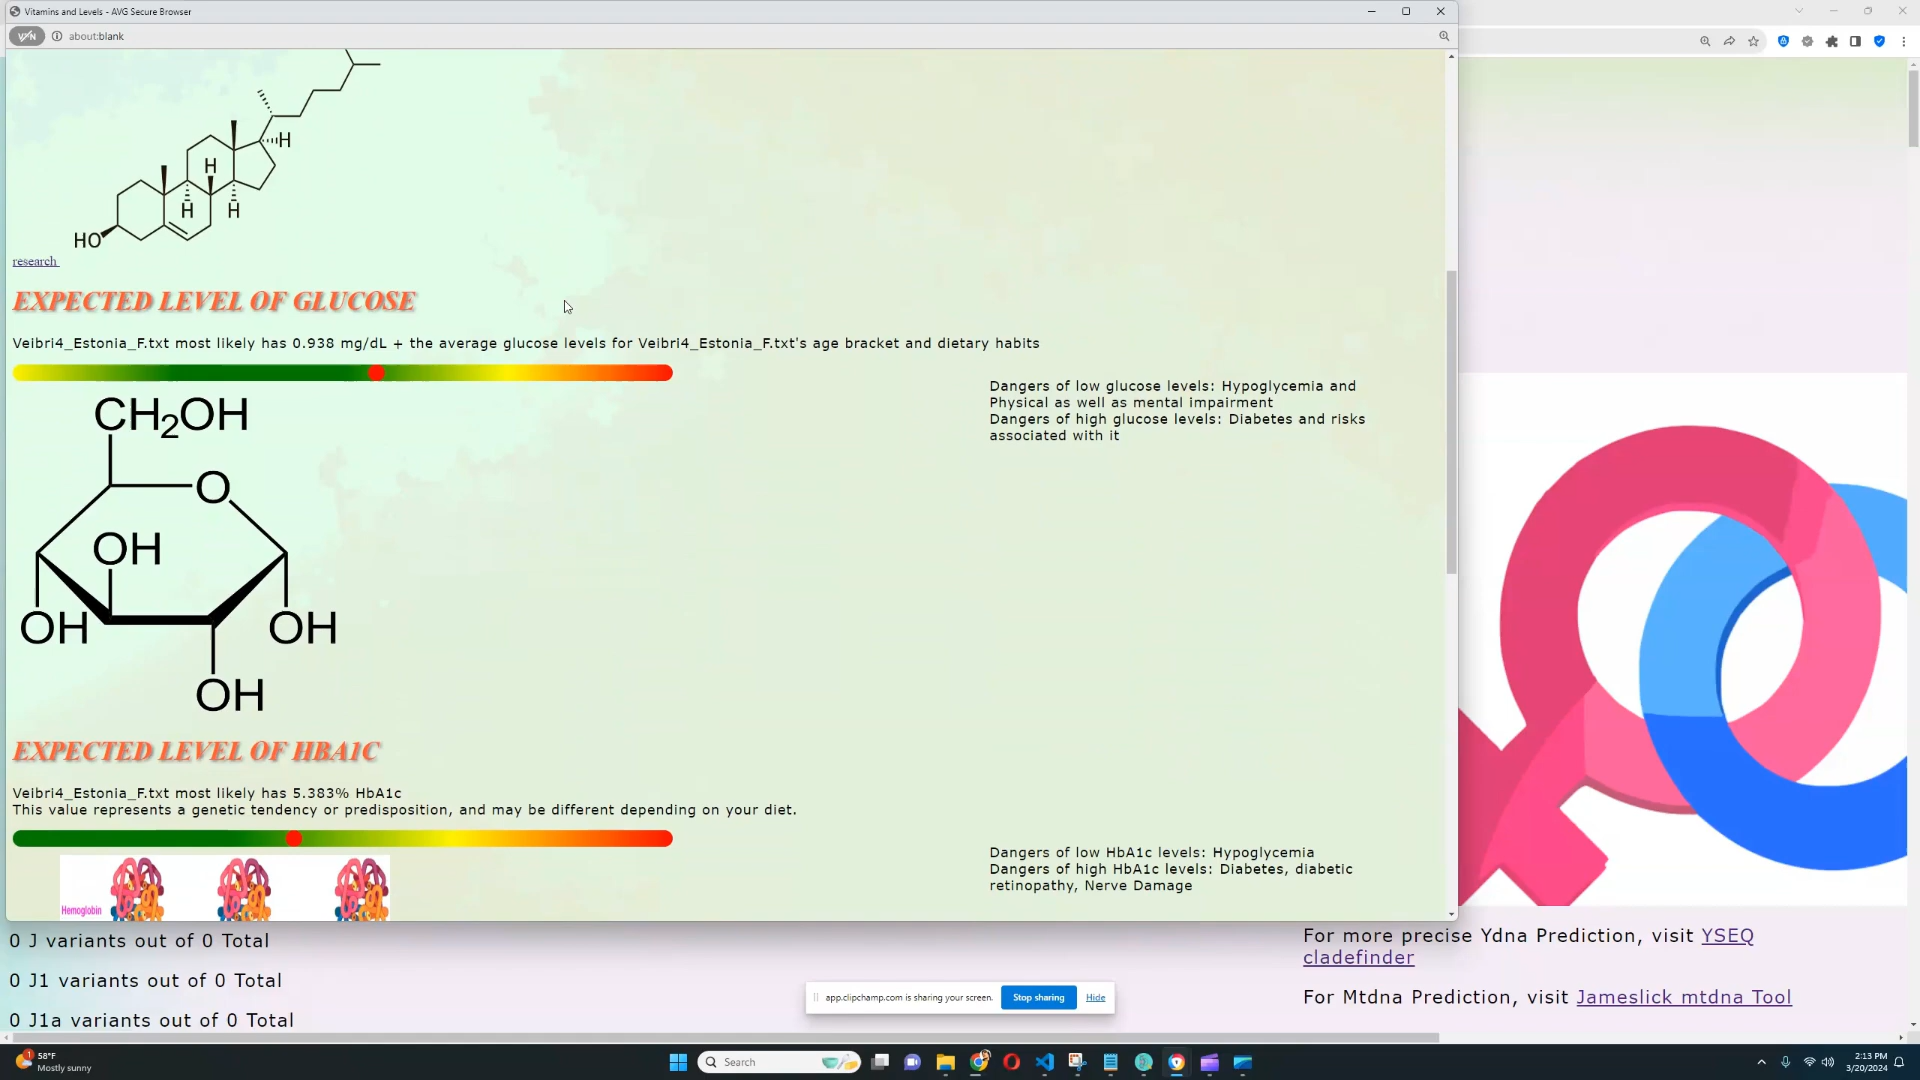 Vitamins and Levels - AVG Secure Browser
VPN
about:blank
H
H
H
H
HO
research
EXPECTED LEVEL OF GLUCOSE
Veibri4_Estonia_F.txt most likely has 0.938 mg/dL + the average glucose levels for Veibri4_Estonia_F.txt's age bracket and dietary habits
Dangers of low glucose levels: Hypoglycemia and
Physical as well as mental impairment
Dangers of high glucose levels: Diabetes and risks
associated with it
CH2OH
O
OH
OH
OH
OH
EXPECTED LEVEL OF HBA1C
Veibri4_Estonia_F.txt most likely has 5.383% HbA1c
This value represents a genetic tendency or predisposition, and may be different depending on your diet.
Dangers of low HbA1c levels: Hypoglycemia
Dangers of high HbA1c levels: Diabetes, diabetic
retinopathy, Nerve Damage
Hemoglobin
0 J variants out of 0 Total
0 J1 variants out of 0 Total
0 J1a variants out of 0 Total
For more precise Ydna Prediction, visit YSEQ
cladefinder
For Mtdna Prediction, visit Jameslick mtdna Tool
app.clipchamp.com is sharing your screen.
Stop sharing
Hide
1
58°F
Mostly sunny
Search
2:13 PM
3/20/2024